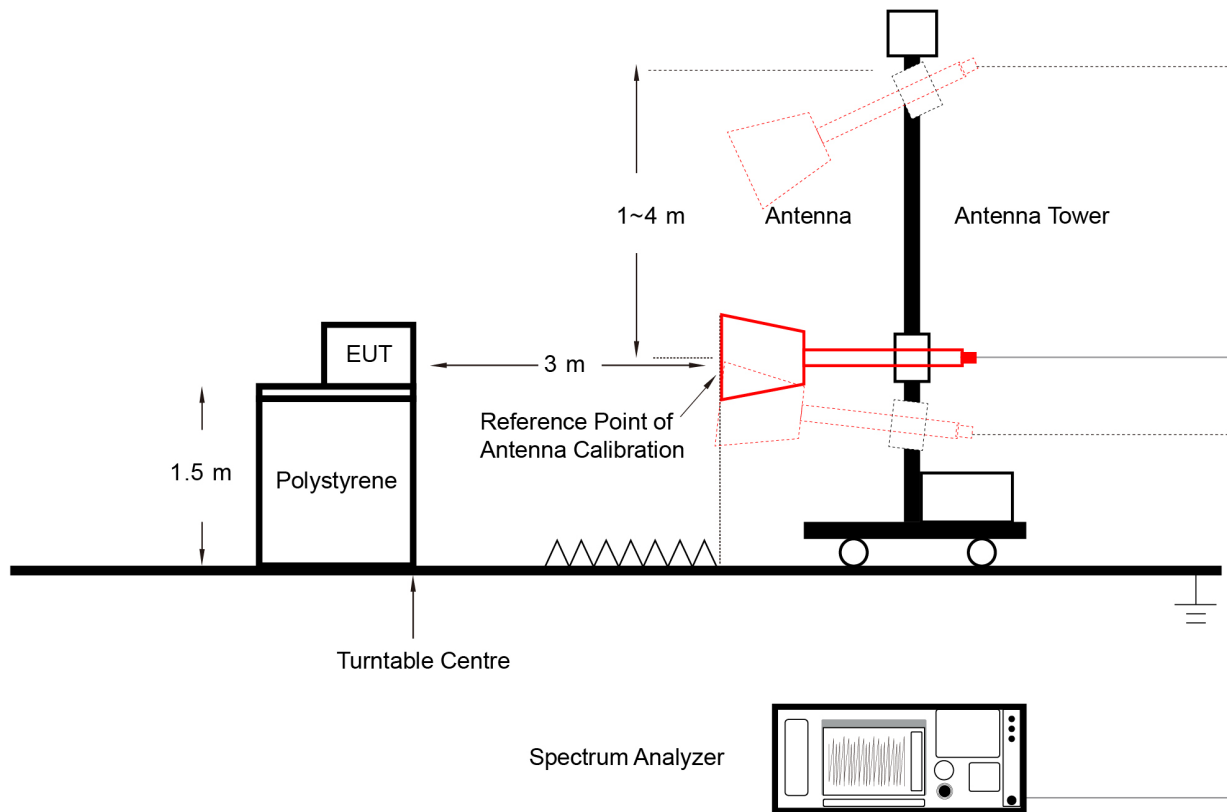 1~4 m
Antenna
Antenna Tower
EUT
3 m
Reference Point of
Antenna Calibration
1.5 m
Polystyrene
Turntable Centre
Spectrum Analyzer